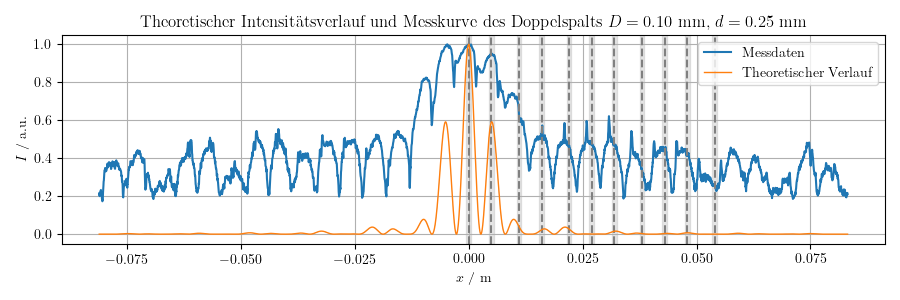 Theoretischer Intensitätsverlauf und Messkurve des Doppelspalts D = 0.10 mm, d = 0.25 mm
1.0
0.8
0.6
0.4
0.2
0.0
I / a.u.
Messdaten
Theoretischer Verlauf
−0.075 −0.050 −0.025 0.000 0.025 0.050 0.075
x / m